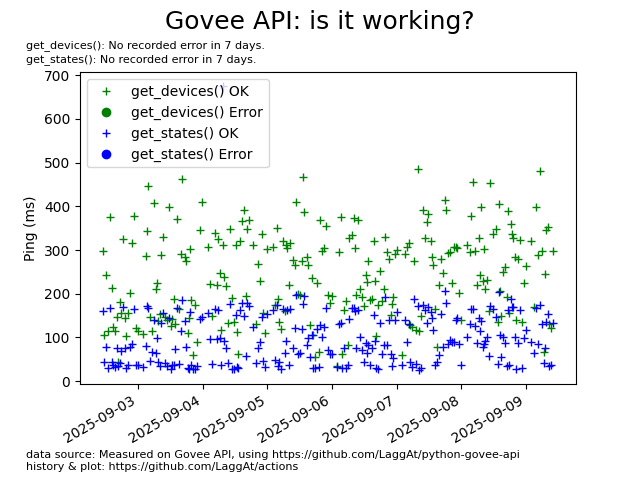 Govee API: is it working?
get_devices(): No recorded error in 7 days.
get_states(): No recorded error in 7 days.
700
600
500
400
300
200
100
0
Ping (ms)
get_devices() OK
get_devices() Error
get_states() OK
get_states() Error
2025-09-03
2025-09-04
2025-09-05
2025-09-06
2025-09-07
2025-09-08
2025-09-09
data source: Measured on Govee API, using https://github.com/LaggAt/python-govee-api
history & plot: https://github.com/LaggAt/actions